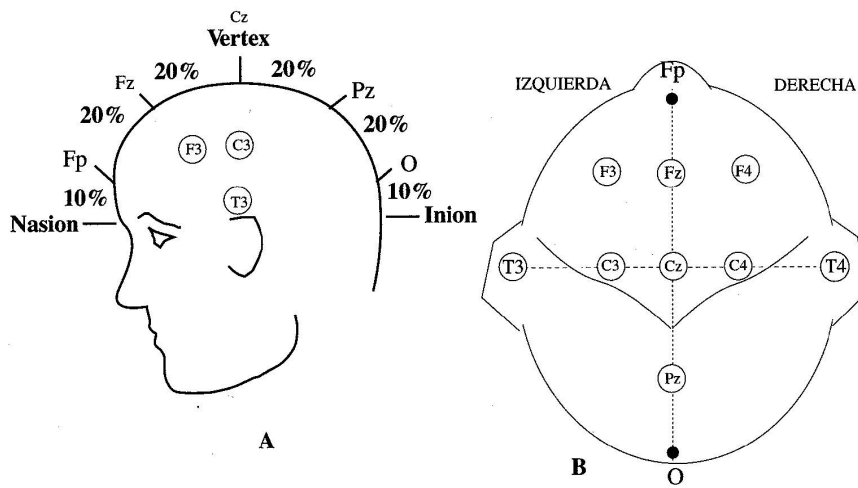 Cz
Vertex
20%
20%
Fz
Pz
20%
20%
F3
C3
Fp
O
10%
10%
T3
Nasion
Inion
A
Fp
IZQUIERDA
DERECHA
F3
Fz
F4
T3
C3
Cz
C4
T4
Pz
B
O